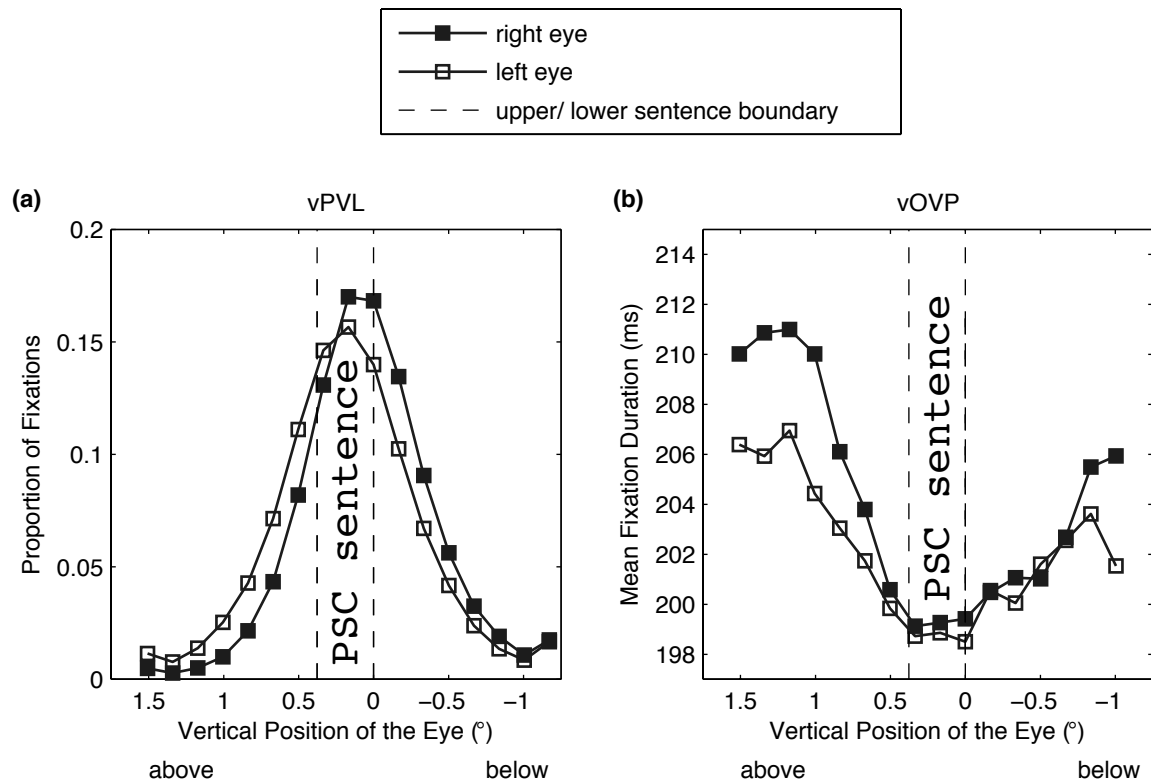 right eye
left eye
upper/ lower sentence boundary
(a)
vPVL
0.2
0.15
0.1
0.05
0
Proportion of Fixations
PSC sentence
1.5 1 0.5 0 −0.5 −1
Vertical Position of the Eye (°)
above below
(b)
vOVP
214
212
210
208
206
204
202
200
198
Mean Fixation Duration (ms)
PSC sentence
1.5 1 0.5 0 −0.5 −1
Vertical Position of the Eye (°)
above below